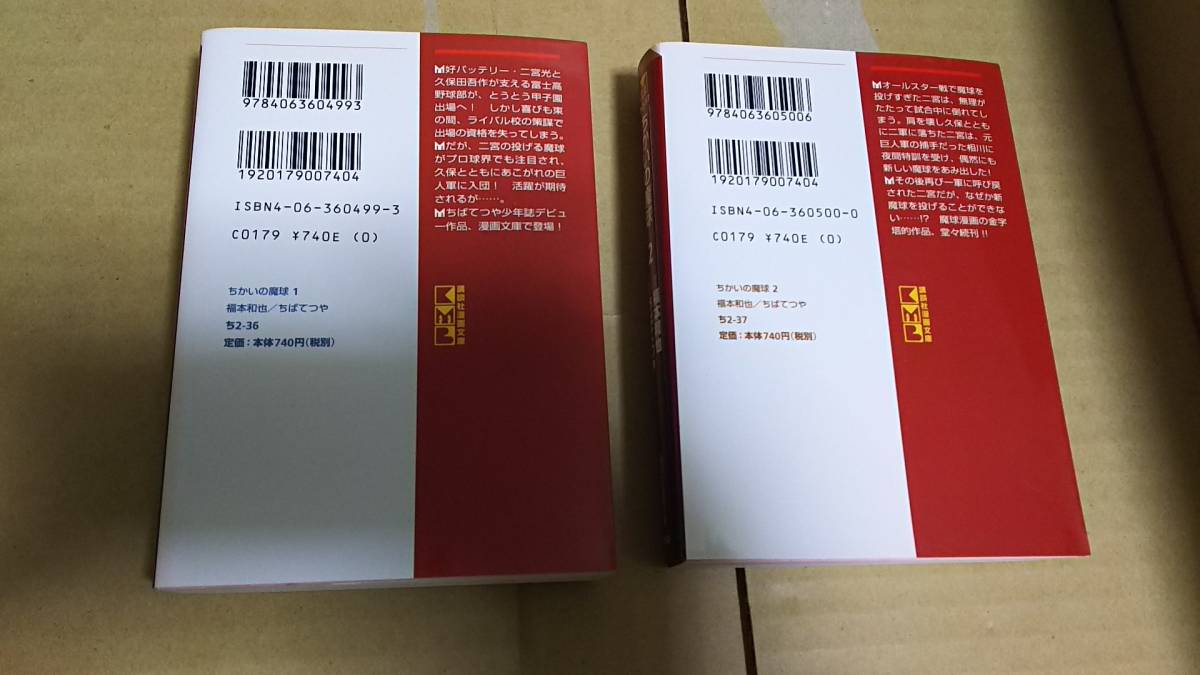 9784063604993
1920179007404
ISBN4-06-360499-3
C0179 ¥740E (0)
ちかいの魔球 1
福本和也/ちばてつや
ち2-36
定価:本体740円(税別)
好バッテリー・二宮光と
久保田吾作が支える富士高
野球部が、とうとう甲子園
出場へ! しかし喜びも束
の間、ライバル校の策謀で
出場の資格を失ってしまう。
だが、二宮の投げる魔球
がプロ球界でも注目され、
久保とともにあこがれの巨
人軍に入団! 活躍が期待
されるが……。
ちばてつや少年誌デビュ
ー作品、漫画文庫で登場!
KMB
講談社漫画文庫
9784063605006
1920179007404
ISBN4-06-360500-0
C0179 ¥740E (0)
ちかいの魔球 2
福本和也/ちばてつや
ち2-37
定価:本体740円(税別)
オールスター戦で魔球を
投げすぎた二宮は、無理が
たたって試合中に倒れてし
まう。肩を壊し久保ととも
に二軍に落ちた二宮は、元
巨人軍の捕手だった相川に
夜間特訓を受け、偶然にも
新しい魔球をあみ出した!
その後再び一軍に呼び戻
された二宮だが、なぜか新
魔球を投げることができな
い……!? 魔球漫画の金字
塔的作品、堂々続刊!!
KMB
講談社漫画文庫